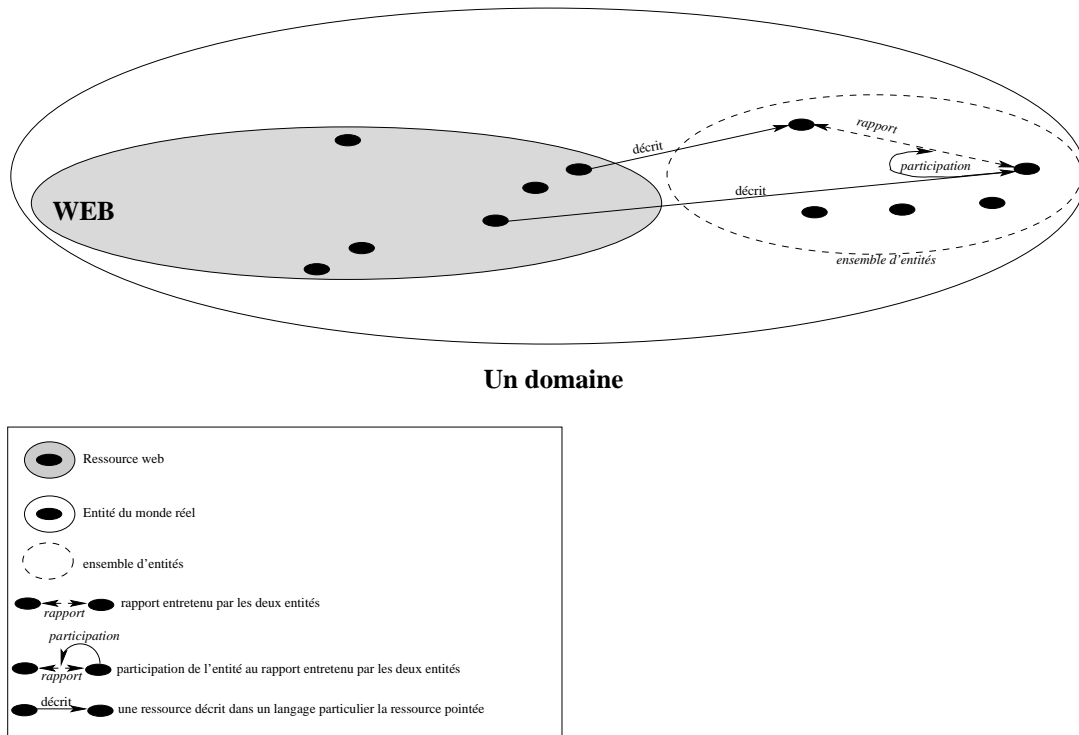 décrit
rapport
participation
WEB
décrit
ensemble d'entités
Un domaine
Ressource web
Entité du monde réel
ensemble d'entités
rapport entretenu par les deux entités
rapport
participation
participation de l'entité au rapport entretenu par les deux entités
rapport
décrit
une ressource décrit dans un langage particulier la ressource pointée